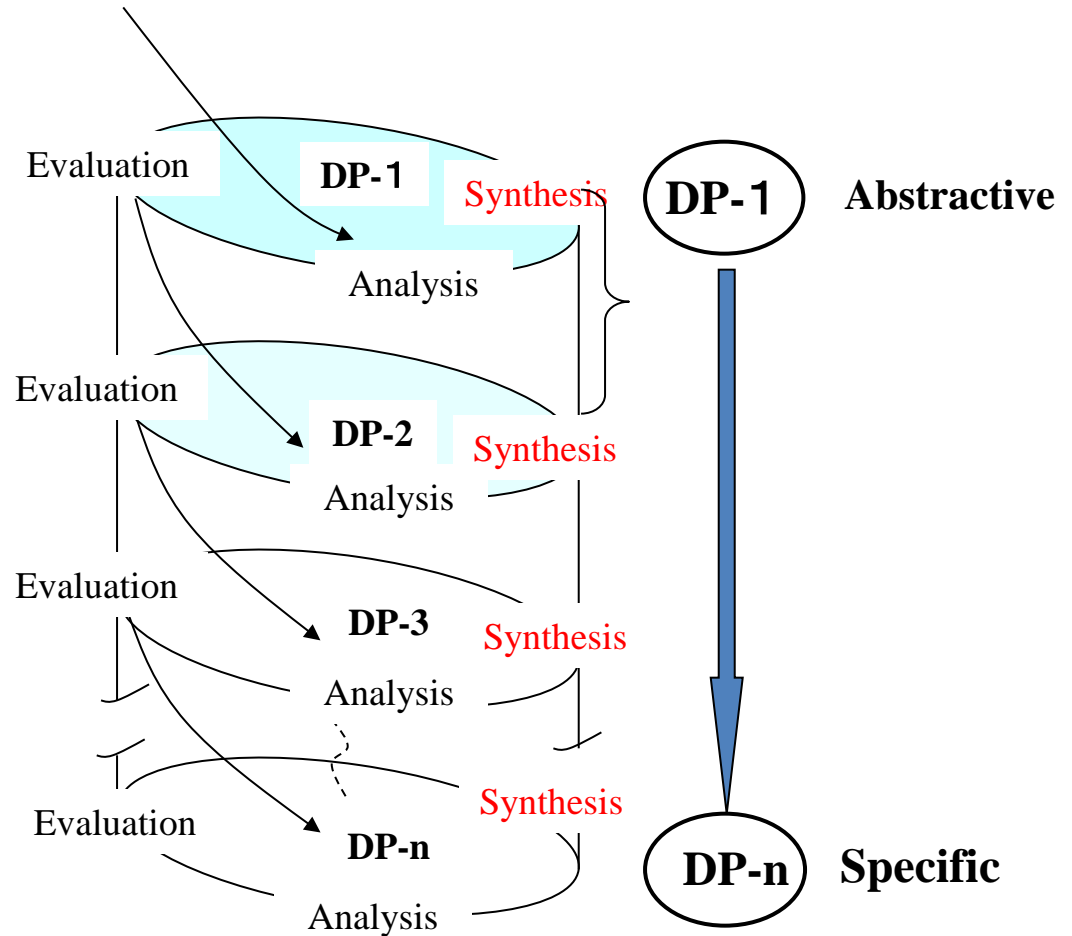 Evaluation
DP-1
Synthesis
Analysis
DP-1
Abstractive
Evaluation
DP-2
Synthesis
Analysis
Evaluation
DP-3
Synthesis
Analysis
Evaluation
Synthesis
DP-n
Analysis
DP-n
Specific